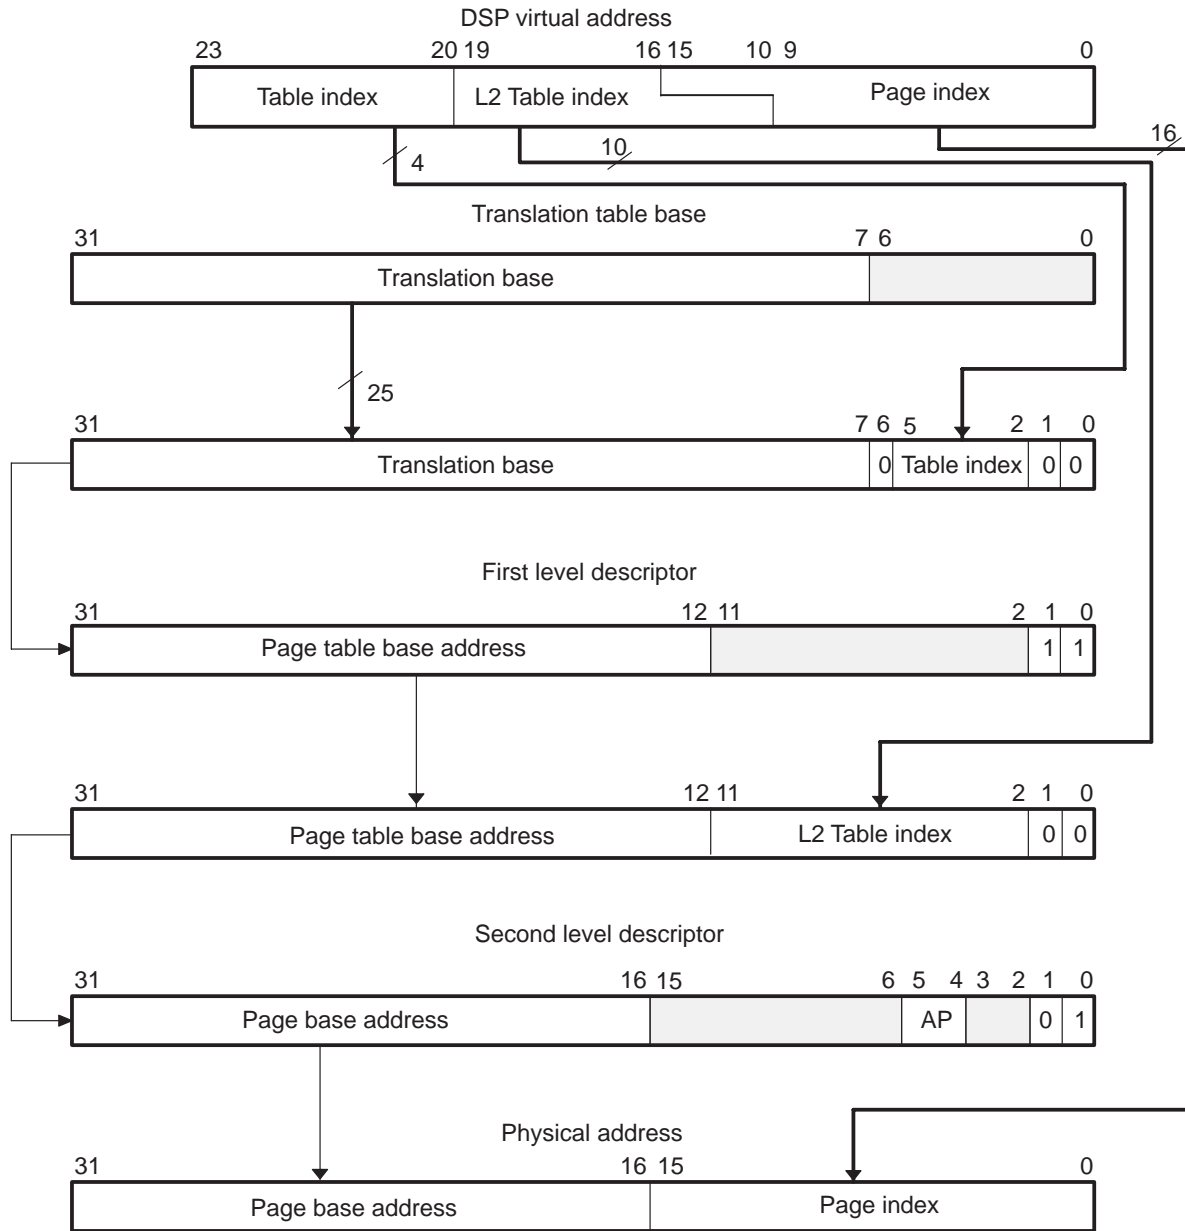 DSP virtual address
23 20 19 16 15 10 9 0
Table index L2 Table index Page index
4 10 16
Translation table base
31 7 6 0
Translation base
25
31 7 6 5 2 1 0
Translation base 0 Table index 0 0
First level descriptor
31 12 11 2 1 0
Page table base address 1 1
31 12 11 2 1 0
Page table base address L2 Table index 0 0
Second level descriptor
31 16 15 6 5 4 3 2 1 0
Page base address AP 0 1
Physical address
31 16 15 0
Page base address Page index